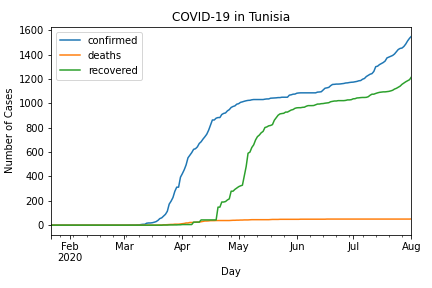 COVID-19 in Tunisia
confirmed
deaths
recovered
Number of Cases
1600
1400
1200
1000
800
600
400
200
0
Feb
2020
Mar
Apr
May
Jun
Jul
Aug
Day